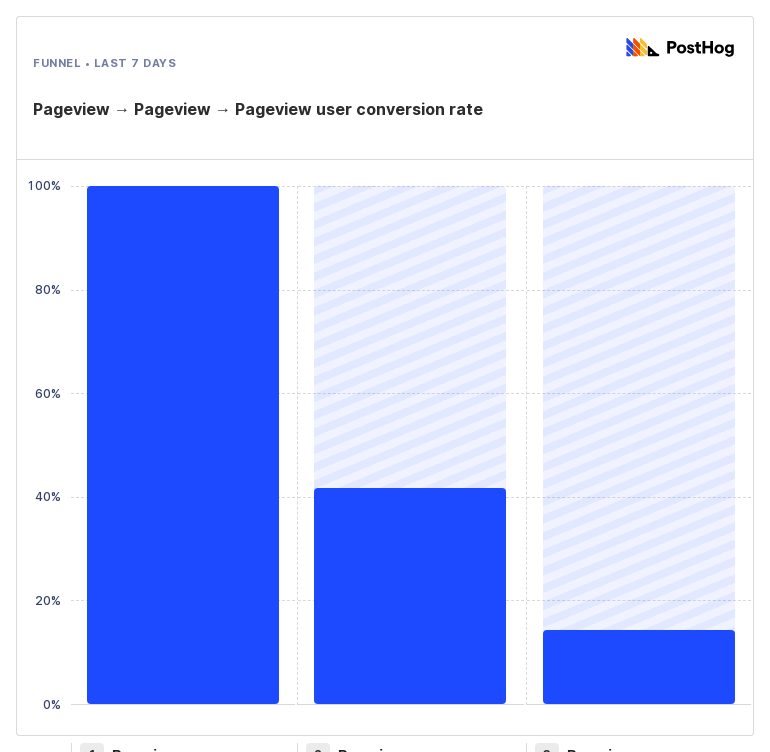 PostHog
FUNNEL • LAST 7 DAYS
Pageview → Pageview → Pageview user conversion rate
100%
80%
60%
40%
20%
0%